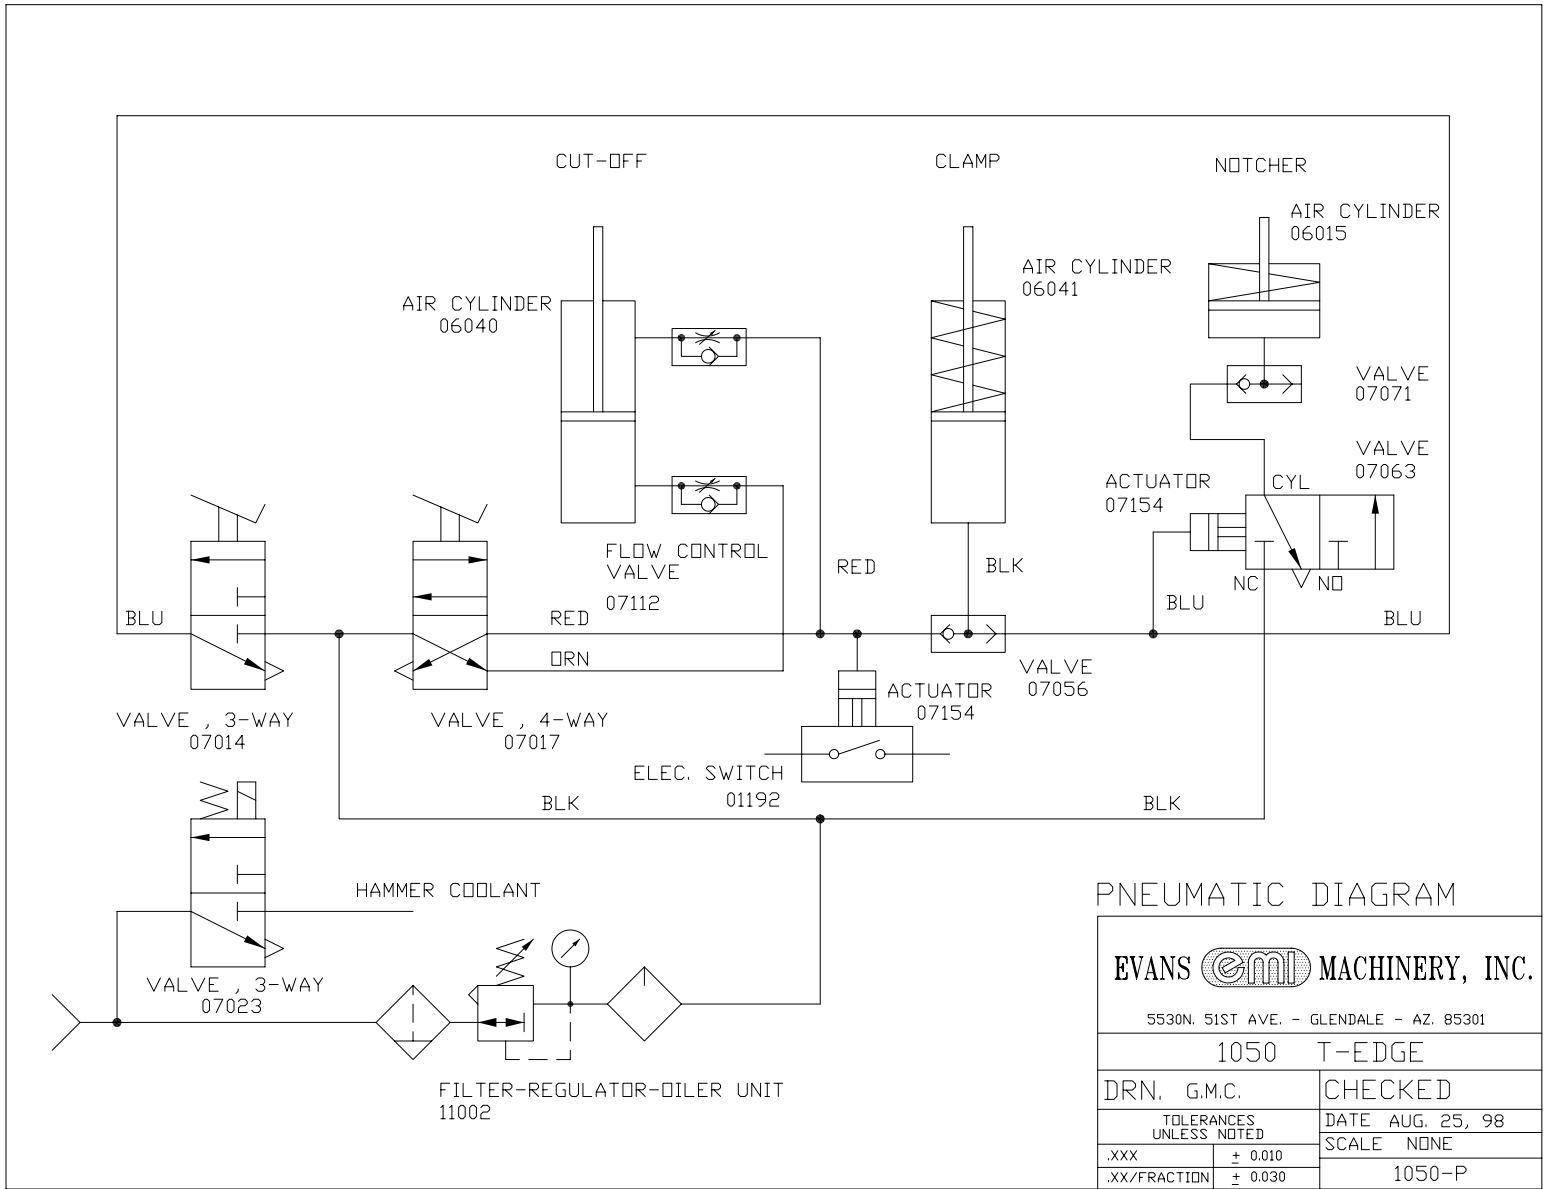 CUT-OFF
CLAMP
NOTCHER
AIR CYLINDER
06015
AIR CYLINDER
06041
AIR CYLINDER
06040
VALVE
07071
VALVE
07063
ACTUATOR
07154
CYL
FLOW CONTROL
VALVE
07112
RED
BLK
NC
NO
BLU
BLU
RED
BLU
ORN
VALVE
07056
ACTUATOR
07154
VALVE , 3-WAY
07014
VALVE , 4-WAY
07017
ELEC. SWITCH
01192
BLK
BLK
HAMMER COOLANT
VALVE , 3-WAY
07023
FILTER-REGULATOR-OILER UNIT
11002
PNEUMATIC DIAGRAM
EVANS emi MACHINERY, INC.
5530N. 51ST AVE. - GLENDALE - AZ. 85301
1050 T-EDGE
DRN. G.M.C.
CHECKED
TOLERANCES
UNLESS NOTED
DATE AUG. 25, 98
SCALE NONE
.XXX ± 0.010
.XX/FRACTION ± 0.030
1050-P